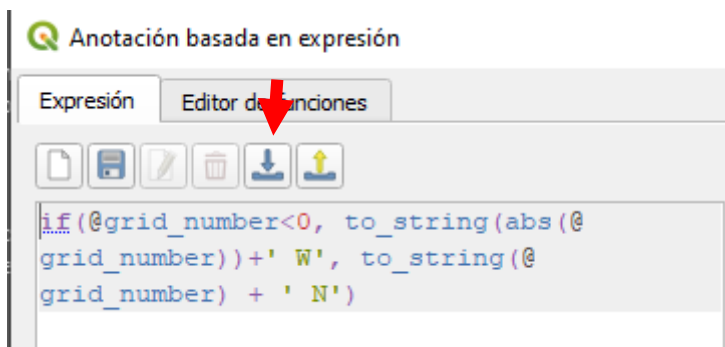 Anotación basada en expresión
Expresión Editor de funciones
if(@grid_number<0, to_string(abs(@
grid_number))+' W', to_string(@
grid_number) + ' N')